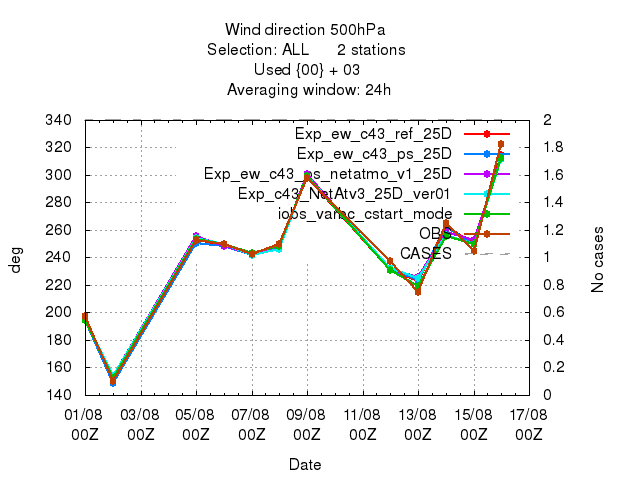 Wind direction 500hPa
Selection: ALL 2 stations
Used {00} + 03
Averaging window: 24h
340 2
320 1.8
300 1.6
280 1.4
260 1.2
240 1
220 0.8
200 0.6
180 0.4
160 0.2
140 0
Exp_ew_c43_ref_25D
Exp_ew_c43_ps_25D
Exp_ew_c43_ps_netatmo_v1_25D
Exp_c43_NetAtv3_25D_ver01
OBS
CASES
deg
No cases
01/08 03/08 05/08 07/08 09/08 11/08 13/08 15/08 17/08
00Z 00Z 00Z 00Z 00Z 00Z 00Z 00Z 00Z
Date